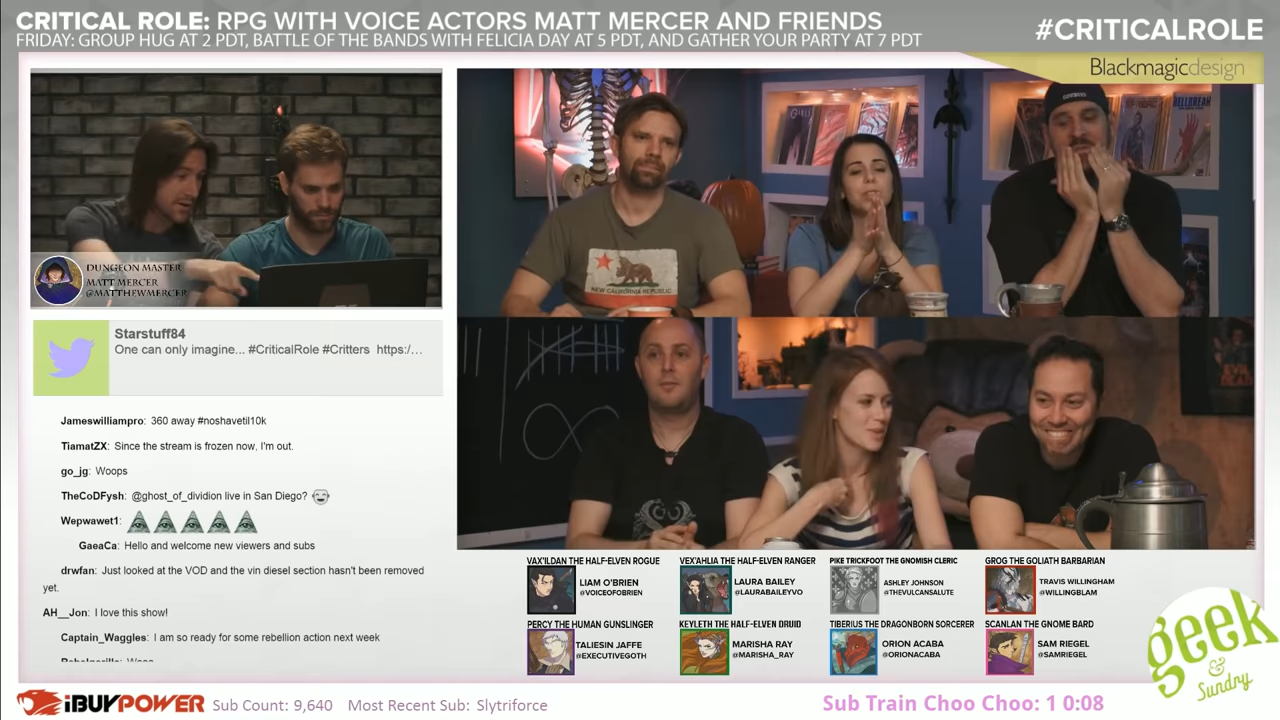 CRITICAL ROLE: RPG WITH VOICE ACTORS MATT MERCER AND FRIENDS
FRIDAY: GROUP HUG AT 2 PDT, BATTLE OF THE BANDS WITH FELICIA DAY AT 5 PDT, AND GATHER YOUR PARTY AT 7 PDT
#CRITICALROLE
Blackmagicdesign
GIRLS
HELLBREAK
COWBOYS
EVIL
NEW CALIFORNIA REPUBLIC
DUNGEON MASTER
MATT MERCER
@MATTHEWMERCER
Starstuff84
One can only imagine... #CriticalRole #Critters https:/...
Jameswilliampro: 360 away #noshavetil10k
TiamatZX: Since the stream is frozen now, I'm out.
go_jg: Woops
TheCoDFysh: @ghost_of_dividion live in San Diego?
Wepwawet1:
GaeaCa: Hello and welcome new viewers and subs
drwfan: Just looked at the VOD and the vin diesel section hasn't been removed
yet.
AH__Jon: I love this show!
Captain_Waggles: I am so ready for some rebellion action next week
VAX'ILDAN THE HALF-ELVEN ROGUE
LIAM O'BRIEN
@VOICEOFOBRIEN
VEX'AHLIA THE HALF-ELVEN RANGER
LAURA BAILEY
@LAURABAILEYVO
PIKE TRICKFOOT THE GNOMISH CLERIC
ASHLEY JOHNSON
@THEVULCANSALUTE
GROG THE GOLIATH BARBARIAN
TRAVIS WILLINGHAM
@WILLINGBLAM
PERCY THE HUMAN GUNSLINGER
TALIESIN JAFFE
@EXECUTIVEGOTH
KEYLETH THE HALF-ELVEN DRUID
MARISHA RAY
@MARISHA_RAY
TIBERIUS THE DRAGONBORN SORCERER
ORION ACABA
@ORIONACABA
SCANLAN THE GNOME BARD
SAM RIEGEL
@SAMRIEGEL
geek
&
Sundry
iBUYPOWER
Sub Count: 9,640 Most Recent Sub: Slytriforce
Sub Train Choo Choo: 1 0:08